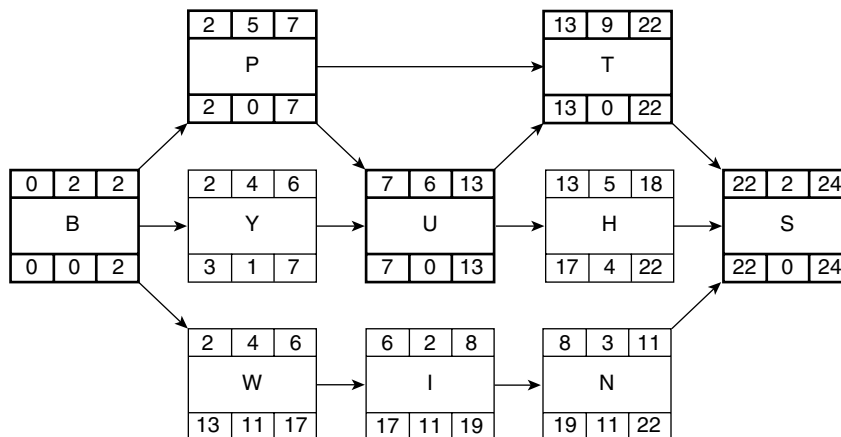 2 5 7
P
2 0 7
13 9 22
T
13 0 22
0 2 2
B
0 0 2
2 4 6
Y
3 1 7
7 6 13
U
7 0 13
13 5 18
H
17 4 22
22 2 24
S
22 0 24
2 4 6
W
13 11 17
6 2 8
I
17 11 19
8 3 11
N
19 11 22